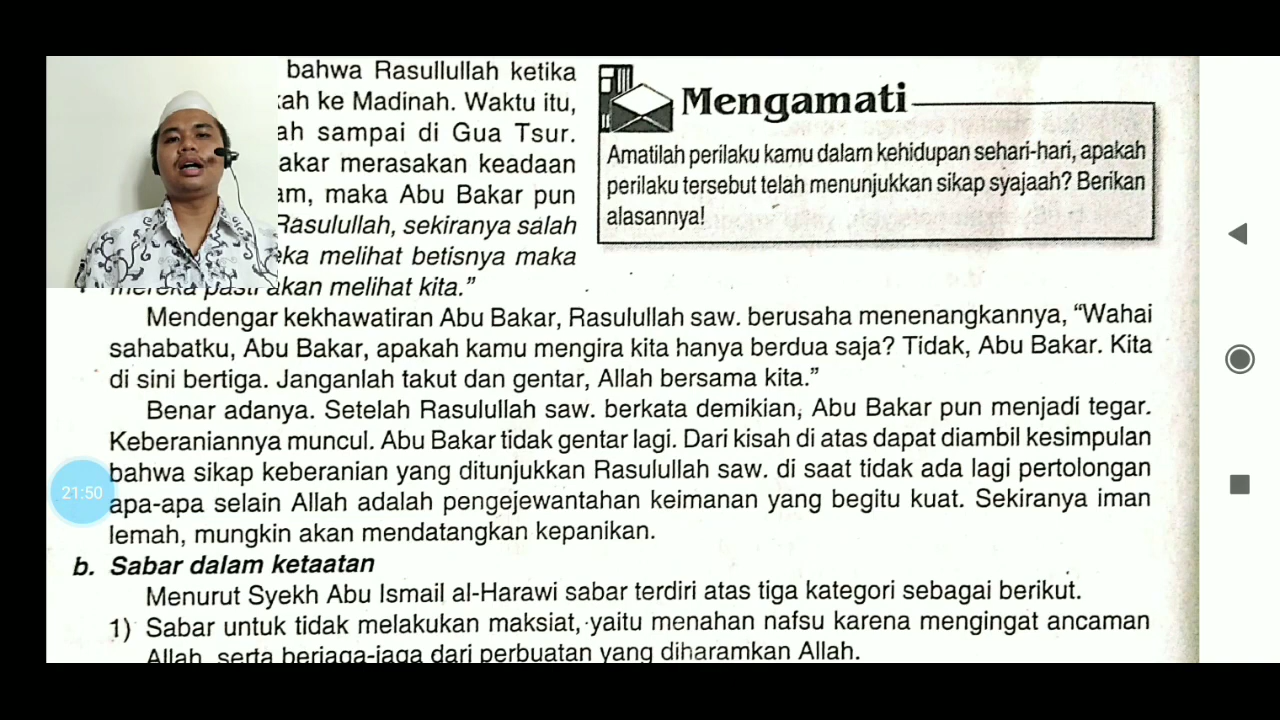 bahwa Rasullullah ketika
ke Madinah. Waktu itu,
sampai di Gua Tsur.
merasakan keadaan
maka Abu Bakar pun
Rasulullah, sekiranya salah
melihat betisnya maka
mereka pasti akan melihat kita.”
Mengamati
Amatilah perilaku kamu dalam kehidupan sehari-hari, apakah
perilaku tersebut telah menunjukkan sikap syajaah? Berikan
alasannya!
Mendengar kekhawatiran Abu Bakar, Rasulullah saw. berusaha menenangkannya, “Wahai
sahabatku, Abu Bakar, apakah kamu mengira kita hanya berdua saja? Tidak, Abu Bakar. Kita
di sini bertiga. Janganlah takut dan gentar, Allah bersama kita.”
Benar adanya. Setelah Rasulullah saw. berkata demikian, Abu Bakar pun menjadi tegar.
Keberaniannya muncul. Abu Bakar tidak gentar lagi. Dari kisah di atas dapat diambil kesimpulan
bahwa sikap keberanian yang ditunjukkan Rasulullah saw. di saat tidak ada lagi pertolongan
21:50
apa-apa selain Allah adalah pengejewantahan keimanan yang begitu kuat. Sekiranya iman
lemah, mungkin akan mendatangkan kepanikan.
b. Sabar dalam ketaatan
Menurut Syekh Abu Ismail al-Harawi sabar terdiri atas tiga kategori sebagai berikut.
1) Sabar untuk tidak melakukan maksiat, yaitu menahan nafsu karena mengingat ancaman
Allah, serta berjaga-jaga dari perbuatan yang diharamkan Allah.